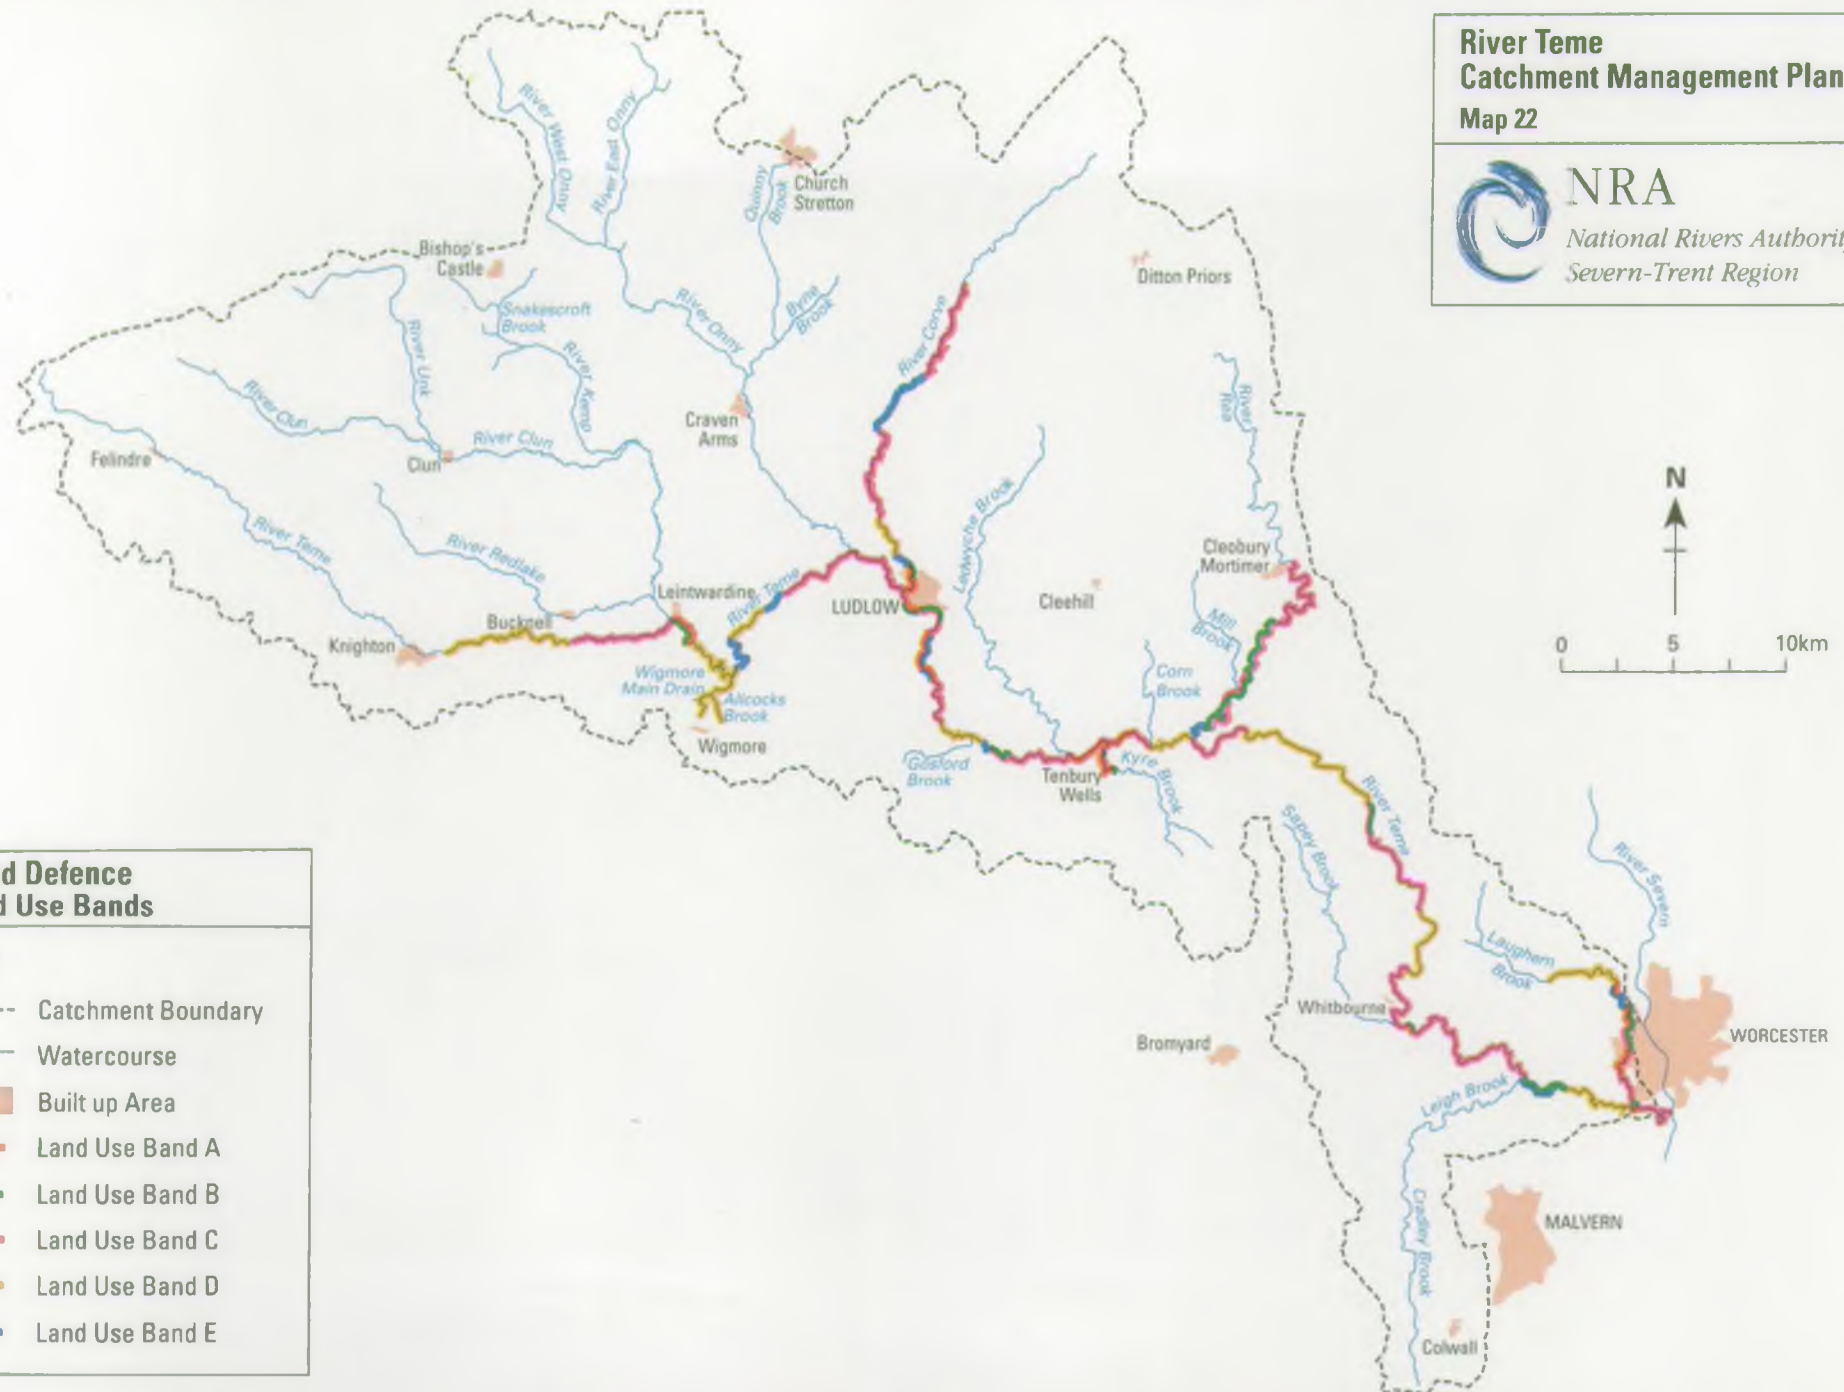 River Teme
Catchment Management Plan
Map 22
NRA
National Rivers Authorit
Severn-Trent Region
River West Onny
River East Onny
Quinny
Brook
Church
Stretton
Bishop's
Castle
Ditton Priors
Snakescroft
Brook
River Onny
Byne
Brook
River Corve
River Unk
River Kemp
River Clun
River Rea
Craven
Arms
Felindre
Clun
River Clun
N
Ledwyche Brook
River Teme
River Redlake
Cleobury
Mortimer
Leintwardine
River Teme
LUDLOW
Cleehill
Mill
Brook
Bucknell
Knighton
0 5 10km
Wigmore
Main Drain
Allcocks
Brook
Corn
Brook
Wigmore
Gosford
Brook
Tenbury
Wells
Kyre Brook
River Teme
Sapey Brook
River Severn
d Defence
d Use Bands
Laughern
Brook
Catchment Boundary
Watercourse
Built up Area
Land Use Band A
Land Use Band B
Land Use Band C
Land Use Band D
Land Use Band E
Whitbourne
WORCESTER
Bromyard
Leigh Brook
Cradley Brook
MALVERN
Colwall